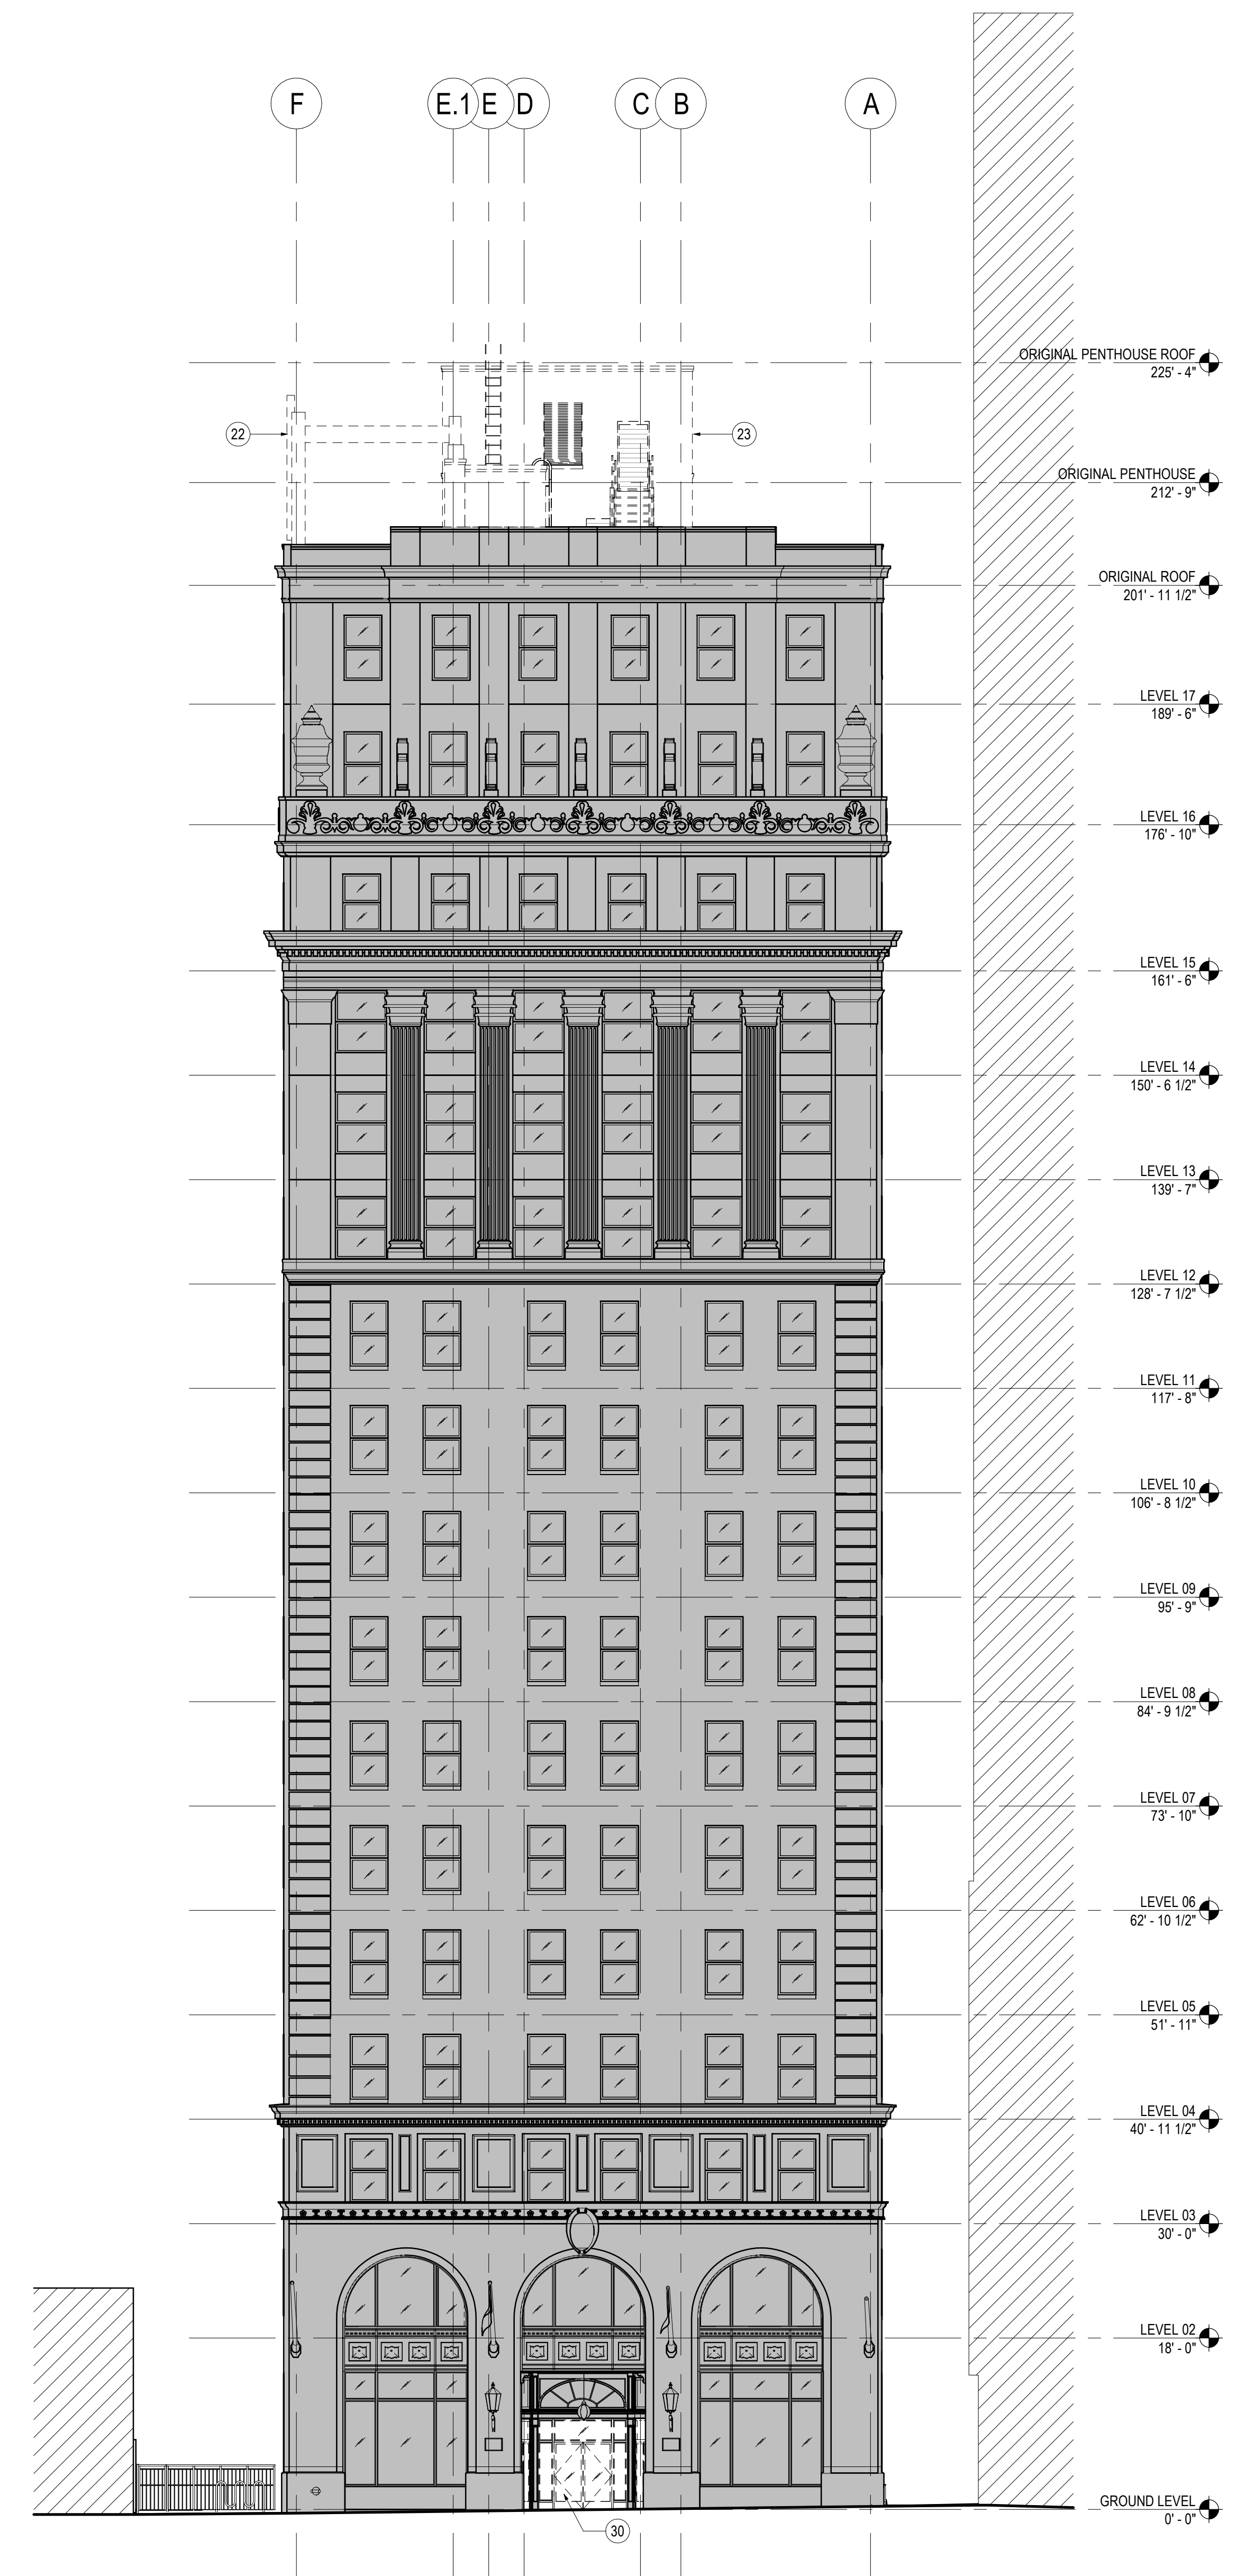 F E.1 E D C B A
ORIGINAL PENTHOUSE ROOF
225' - 4"
22
23
ORIGINAL PENTHOUSE
212' - 9"
ORIGINAL ROOF
201' - 11 1/2"
LEVEL 17
189' - 6"
LEVEL 16
176' - 10"
LEVEL 15
161' - 6"
LEVEL 14
150' - 6 1/2"
LEVEL 13
139' - 7"
LEVEL 12
128' - 7 1/2"
LEVEL 11
117' - 8"
LEVEL 10
106' - 8 1/2"
LEVEL 09
95' - 9"
LEVEL 08
84' - 9 1/2"
LEVEL 07
73' - 10"
LEVEL 06
62' - 10 1/2"
LEVEL 05
51' - 11"
LEVEL 04
40' - 11 1/2"
LEVEL 03
30' - 0"
LEVEL 02
18' - 0"
GROUND LEVEL
0' - 0"
30